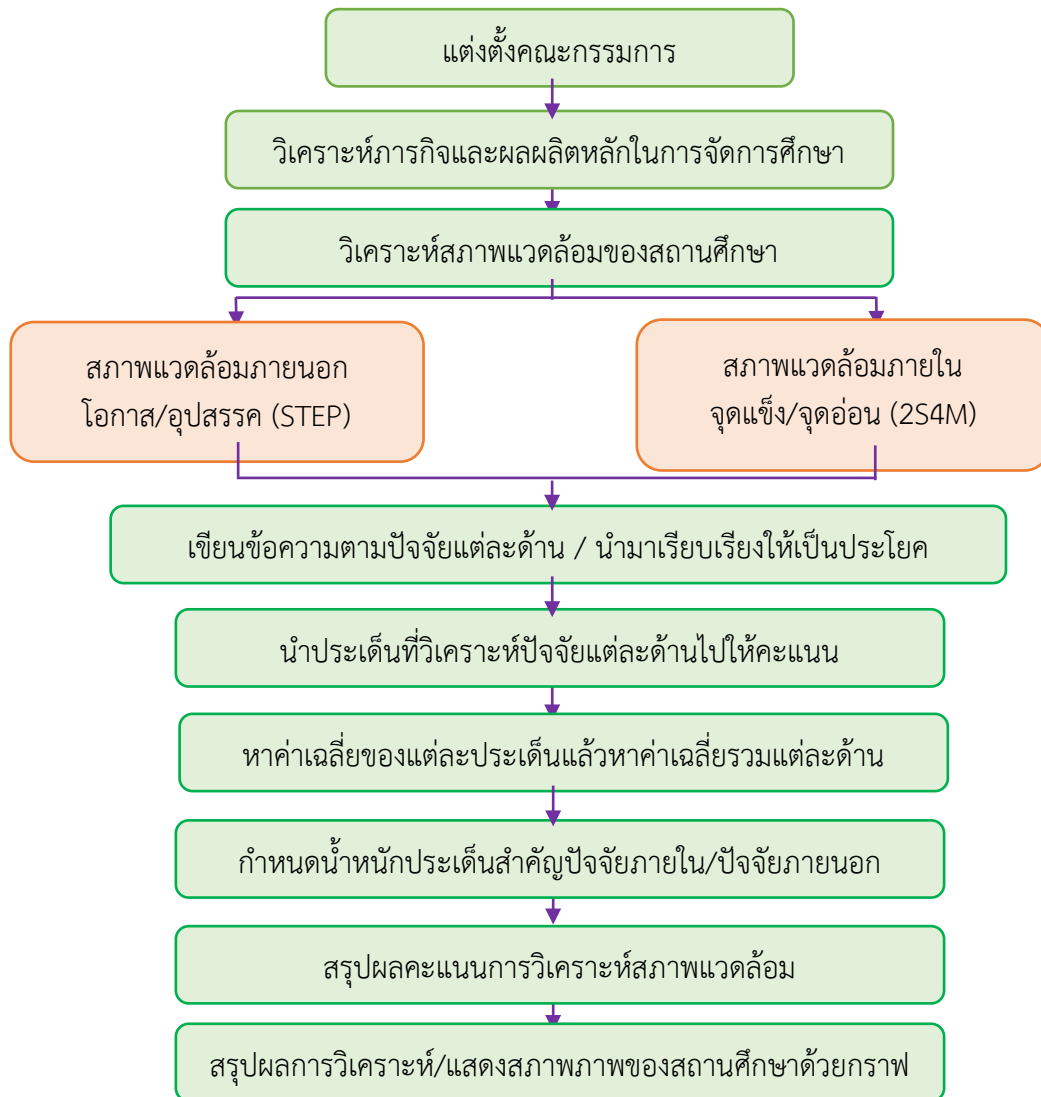 แต่งตั้งคณะกรรมการ
วิเคราะห์ภารกิจและผลผลิตหลักในการจัดการศึกษา
วิเคราะห์สภาพแวดล้อมของสถานศึกษา
สภาพแวดล้อมภายนอก
โอกาส/อุปสรรค (STEP)
สภาพแวดล้อมภายใน
จุดแข็ง/จุดอ่อน (2S4M)
เขียนข้อความตามปัจจัยแต่ละด้าน / นำมาเรียบเรียงให้เป็นประโยค
นำประเด็นที่วิเคราะห์ปัจจัยแต่ละด้านไปให้คะแนน
หาค่าเฉลี่ยของแต่ละประเด็นแล้วหาค่าเฉลี่ยรวมแต่ละด้าน
กำหนดน้ำหนักประเด็นสำคัญปัจจัยภายใน/ปัจจัยภายนอก
สรุปผลคะแนนการวิเคราะห์สภาพแวดล้อม
สรุปผลการวิเคราะห์/แสดงสภาพภาพของสถานศึกษาด้วยกราฟ